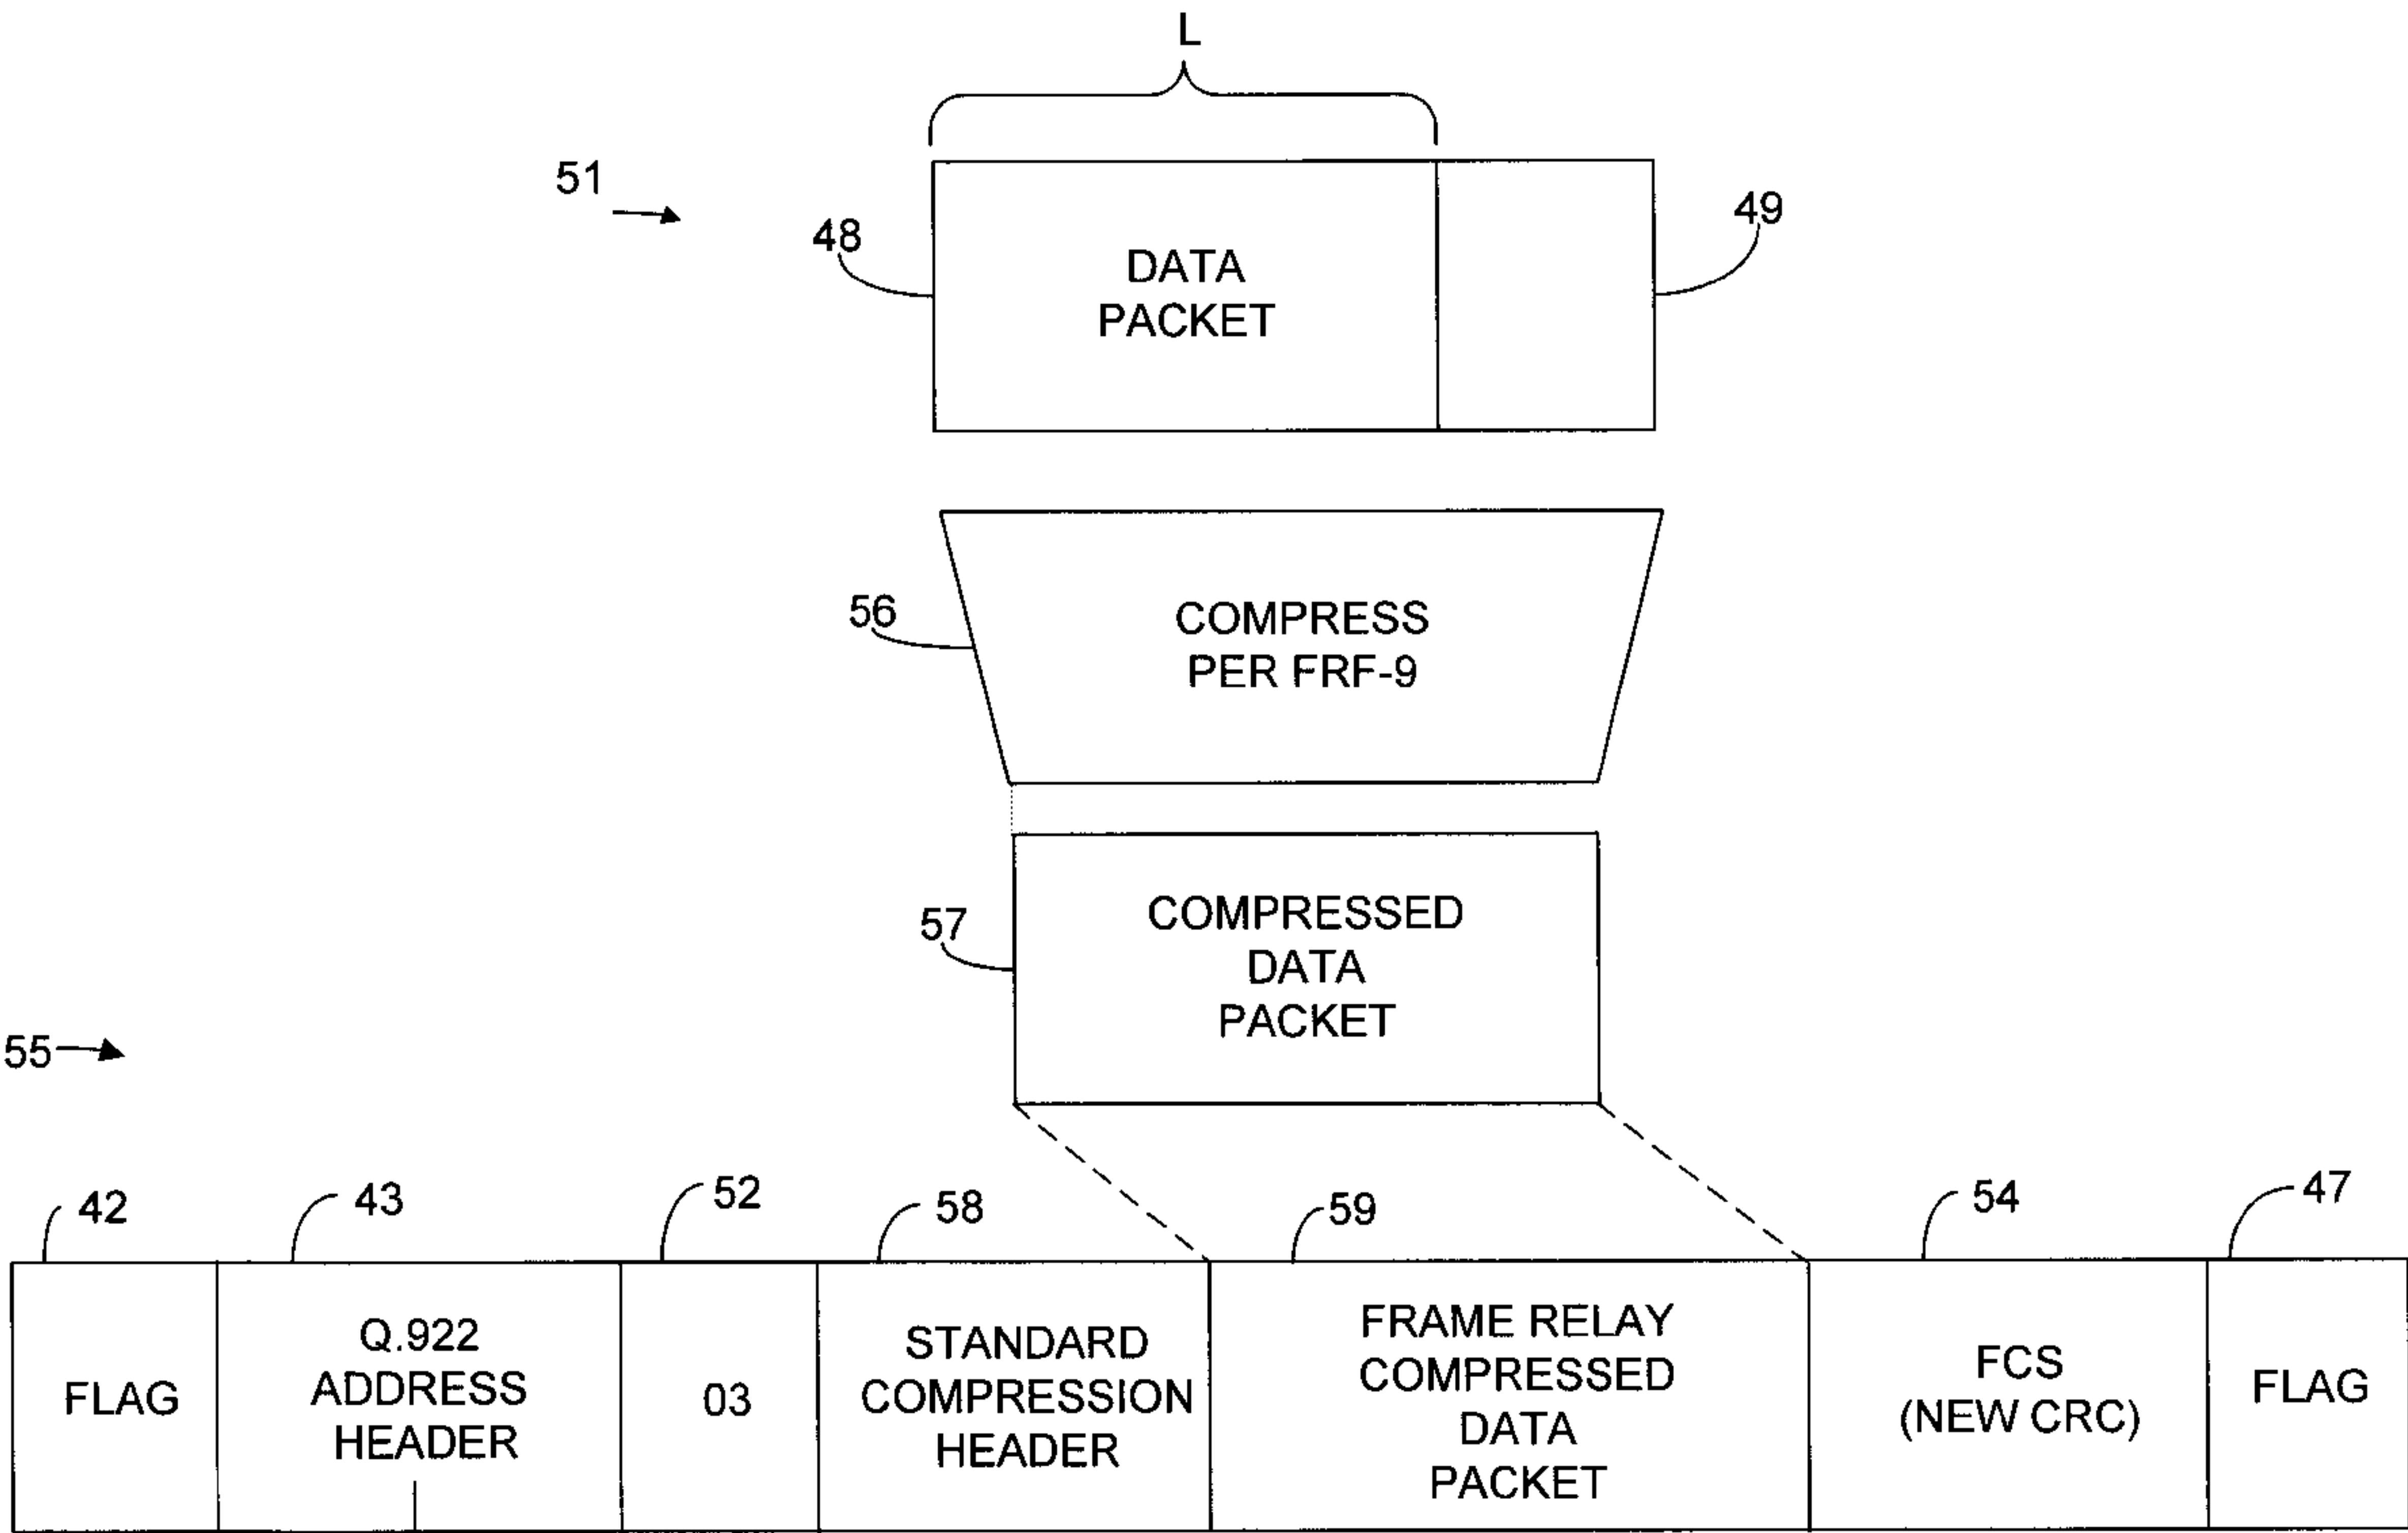 L
51
48
49
DATA
PACKET
56
COMPRESS
PER FRF-9
57
COMPRESSED
DATA
PACKET
55
42
43
52
58
59
54
47
FLAG
Q.922
ADDRESS
HEADER
03
STANDARD
COMPRESSION
HEADER
FRAME RELAY
COMPRESSED
DATA
PACKET
FCS
(NEW CRC)
FLAG